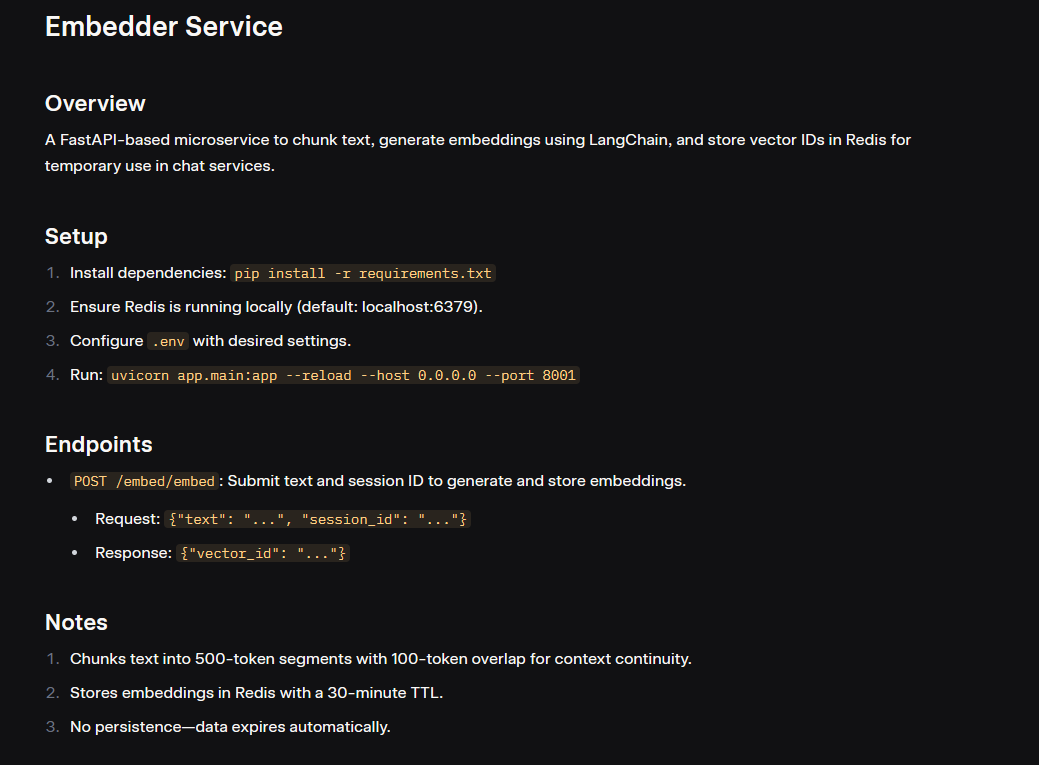 Embedder Service
Overview
A FastAPI-based microservice to chunk text, generate embeddings using LangChain, and store vector IDs in Redis for
temporary use in chat services.
Setup
1. Install dependencies: pip install -r requirements.txt
2. Ensure Redis is running locally (default: localhost:6379).
3. Configure .env with desired settings.
4. Run: uvicorn app.main:app --reload --host 0.0.0.0 --port 8001
Endpoints
• POST /embed/embed: Submit text and session ID to generate and store embeddings.
• Request: {"text": "...", "session_id": "..."}
• Response: {"vector_id": "..."}
Notes
1. Chunks text into 500-token segments with 100-token overlap for context continuity.
2. Stores embeddings in Redis with a 30-minute TTL.
3. No persistence—data expires automatically.